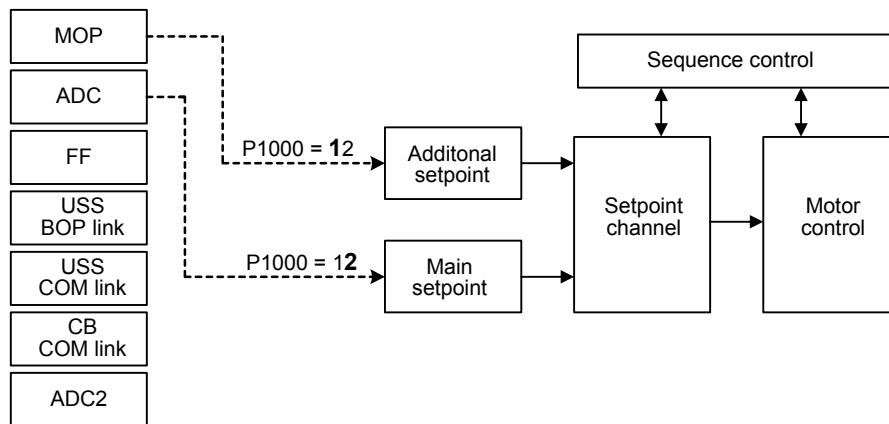 MOP
ADC
FF
USS
BOP link
USS
COM link
CB
COM link
ADC2
P1000 = 12
P1000 = 12
Additonal
setpoint
Main
setpoint
Sequence control
Setpoint
channel
Motor
control